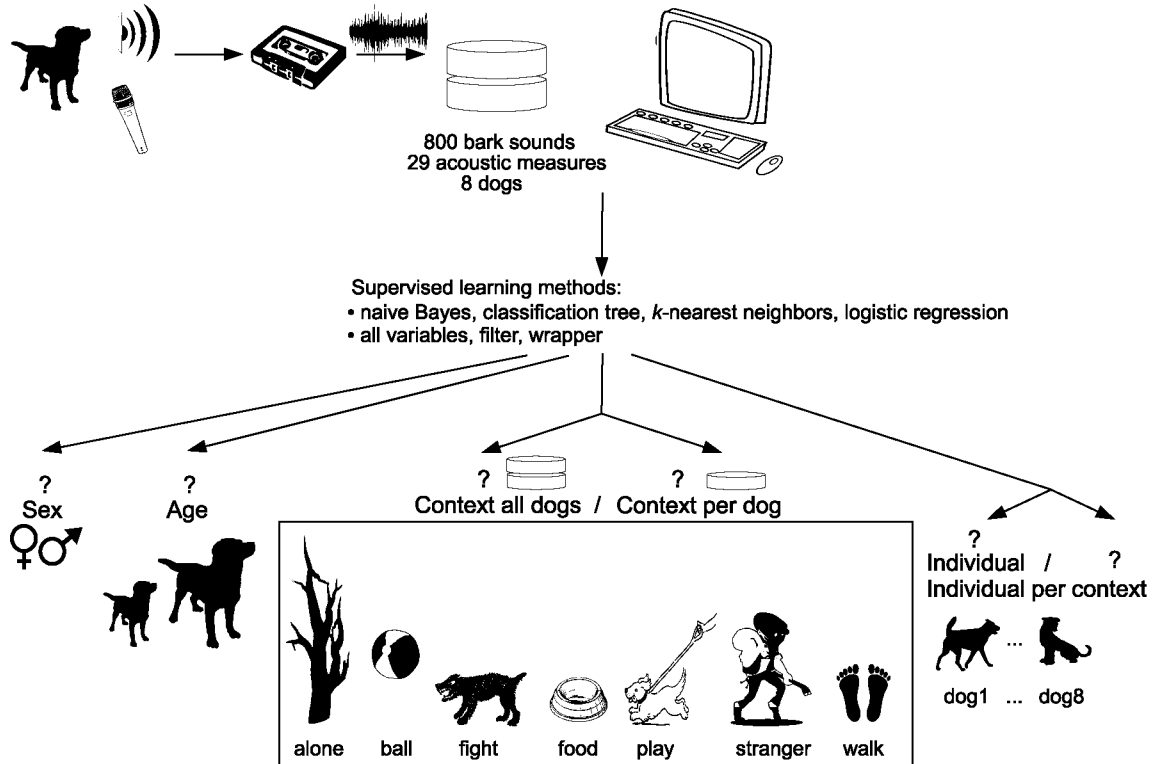 800 bark sounds
29 acoustic measures
8 dogs
Supervised learning methods:
• naive Bayes, classification tree, k-nearest neighbors, logistic regression
• all variables, filter, wrapper
?
Sex
?
Age
? ?
Context all dogs / Context per dog
alone ball fight food play stranger walk
? ?
Individual /
Individual per context
...
dog1 ... dog8